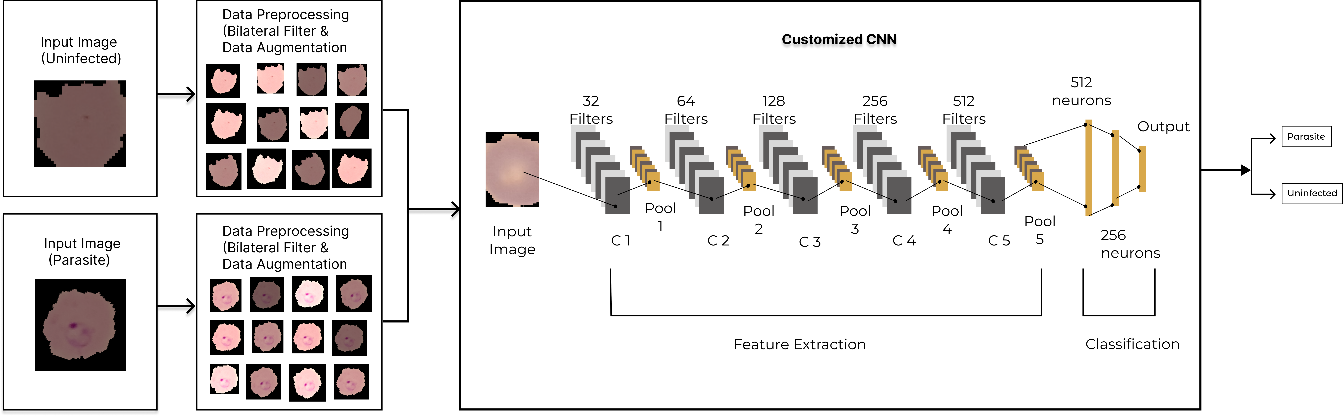 Input Image
(Uninfected)
Data Preprocessing
(Bilateral Filter &
Data Augmentation
Input Image
(Parasite)
Data Preprocessing
(Bilateral Filter &
Data Augmentation
Customized CNN
32
Filters
64
Filters
128
Filters
256
Filters
512
Filters
512
neurons
Output
Input
Image
C 1
Pool
1
C 2
Pool
2
C 3
Pool
3
C 4
Pool
4
C 5
Pool
5
256
neurons
Feature Extraction
Classification
Parasite
Uninfected